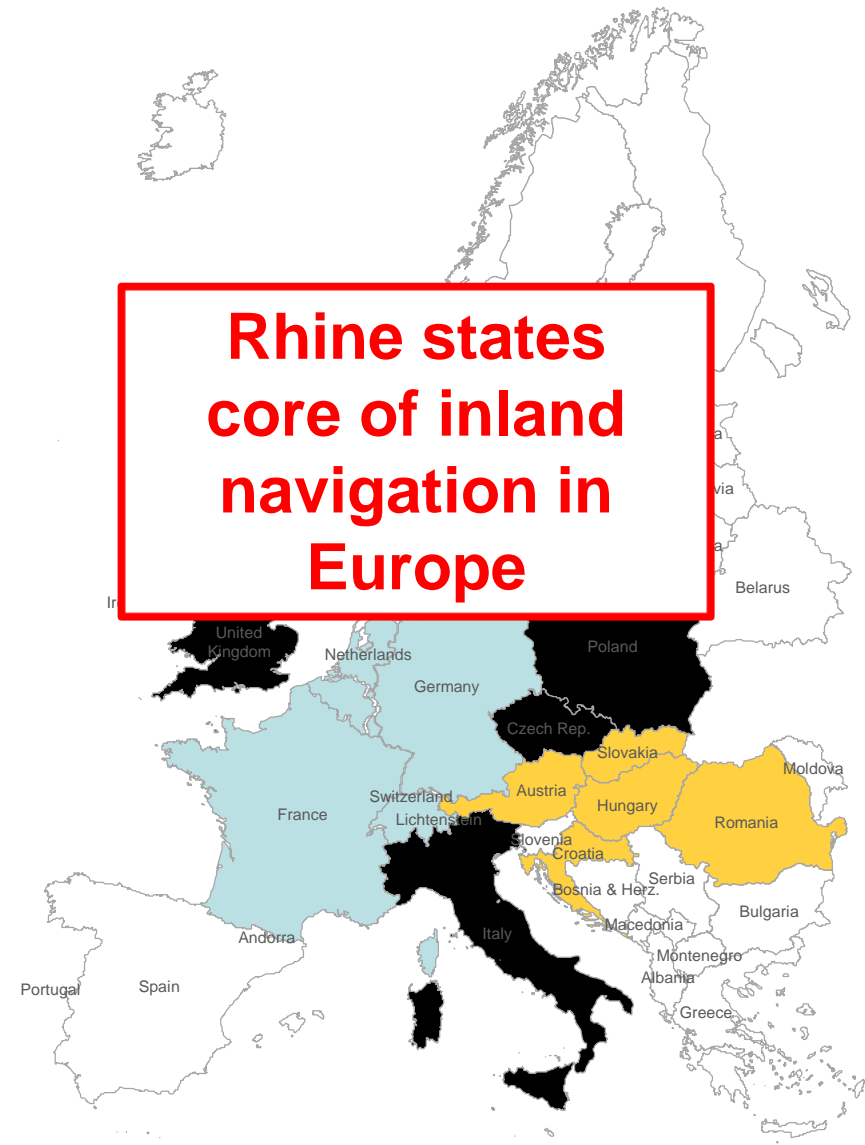 Rhine states
core of inland
navigation in
Europe
a
via
a
Belarus
Ire
United
Kingdom
Netherlands
Poland
Germany
Czech Rep.
Slovakia
Moldova
Austria
Switzerland
Hungary
France
Lichtenstein
Romania
Slovenia
Croatia
Serbia
Bosnia & Herz.
Bulgaria
Macedonia
Italy
Andorra
Montenegro
Albania
Portugal
Spain
Greece